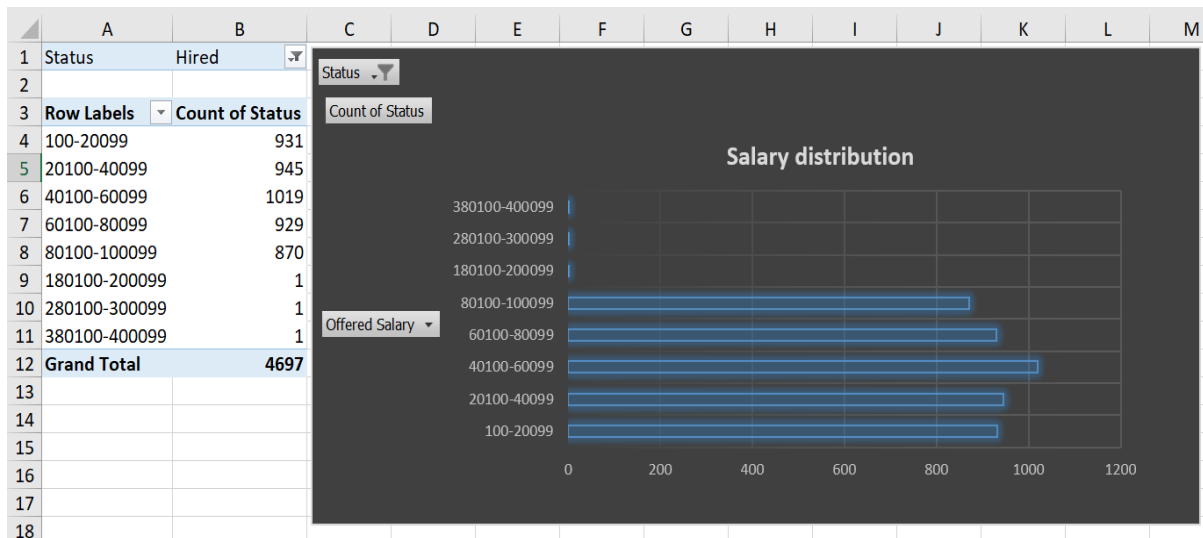 A B C D E F G H I J K L M
1 Status Hired
2
3 Row Labels Count of Status
4 100-20099 931
5 20100-40099 945
6 40100-60099 1019
7 60100-80099 929
8 80100-100099 870
9 180100-200099 1
10 280100-300099 1
11 380100-400099 1
12 Grand Total 4697
13
14
15
16
17
18
Status
Count of Status
Salary distribution
380100-400099
280100-300099
180100-200099
80100-100099
Offered Salary
60100-80099
40100-60099
20100-40099
100-20099
0 200 400 600 800 1000 1200